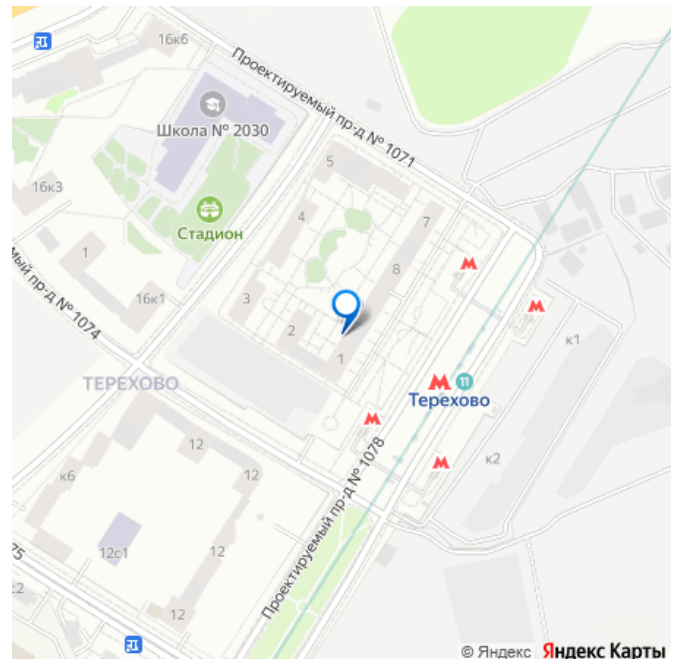 16к6
Проектируемый пр-д № 1071
Школа № 2030
16к3
5
4
7
Стадион
8
1
16к1
3
2
1
к1
мый пр-д № 1074
ТЕРЕХОВО
М
11
Терехово
12
к6
12
к2
Проектируемый пр-д № 1078
12с1
12
75
с2
12
© Яндекс Яндекс Карты